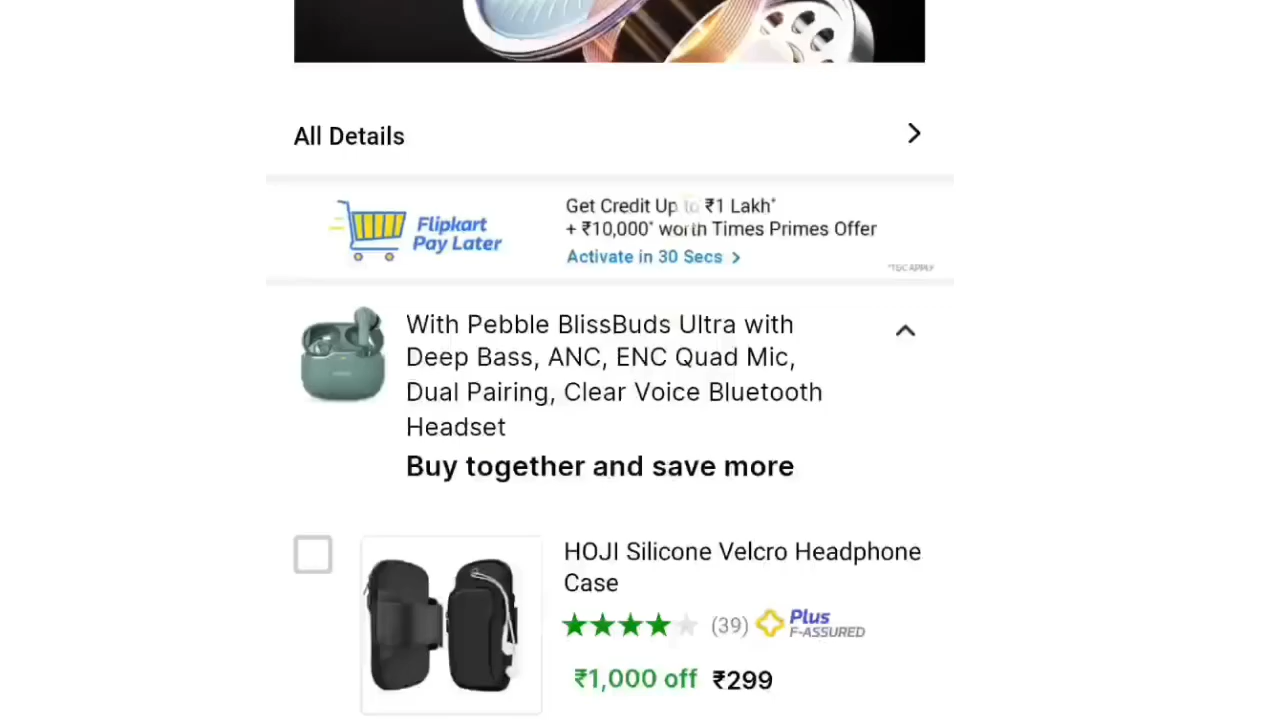 All Details
Flipkart
Pay Later
Get Credit Up to ₹1 Lakh*
+ ₹10,000* worth Times Primes Offer
Activate in 30 Secs
*T&C APPLY
With Pebble BlissBuds Ultra with
Deep Bass, ANC, ENC Quad Mic,
Dual Pairing, Clear Voice Bluetooth
Headset
Buy together and save more
HOJI Silicone Velcro Headphone
Case
(39) Plus
F-ASSURED
₹1,000 off ₹299